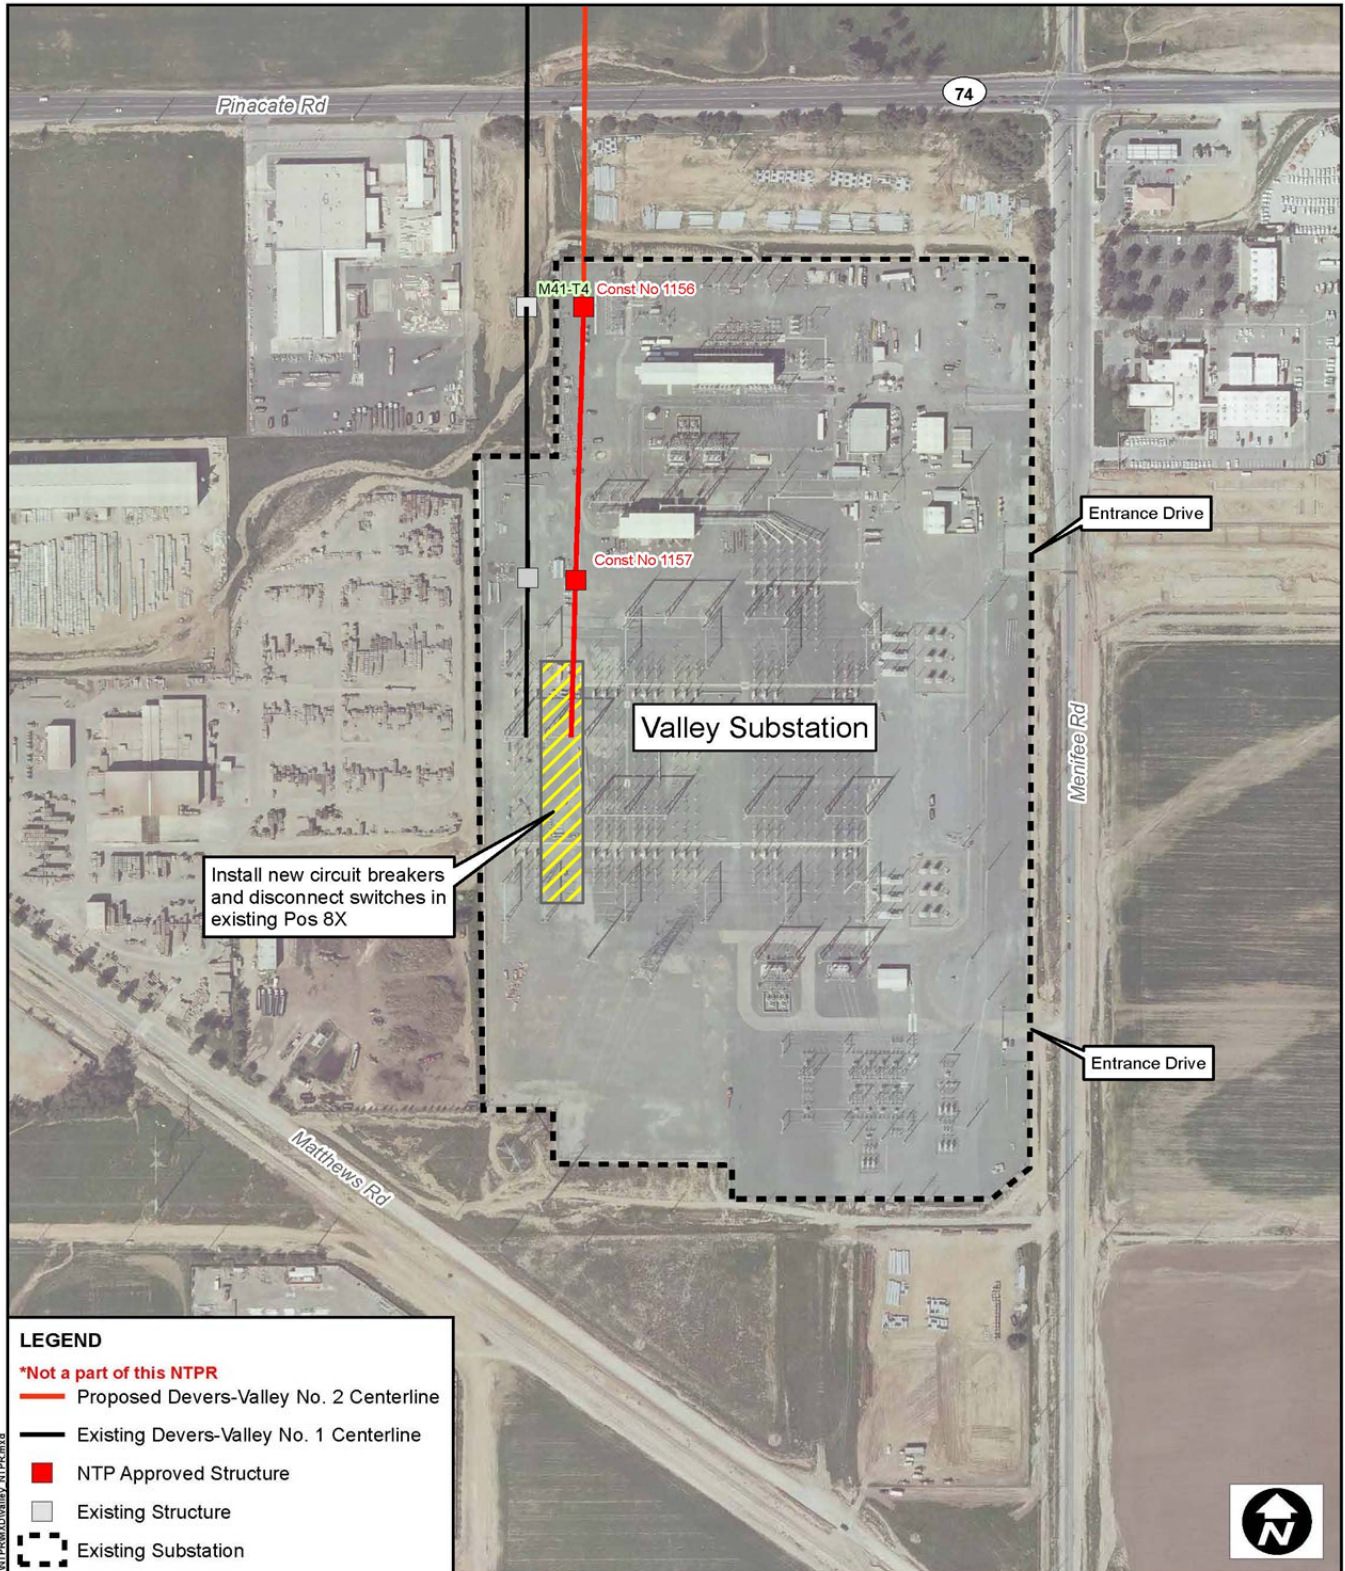 Pinacate Rd
74
M41-T4
Const No 1156
Entrance Drive
Const No 1157
Valley Substation
Menifee Rd
Install new circuit breakers
and disconnect switches in
existing Pos 8X
Entrance Drive
Matthews Rd
LEGEND
*Not a part of this NTPR
Proposed Devers-Valley No. 2 Centerline
Existing Devers-Valley No. 1 Centerline
NTP Approved Structure
Existing Structure
Existing Substation
N